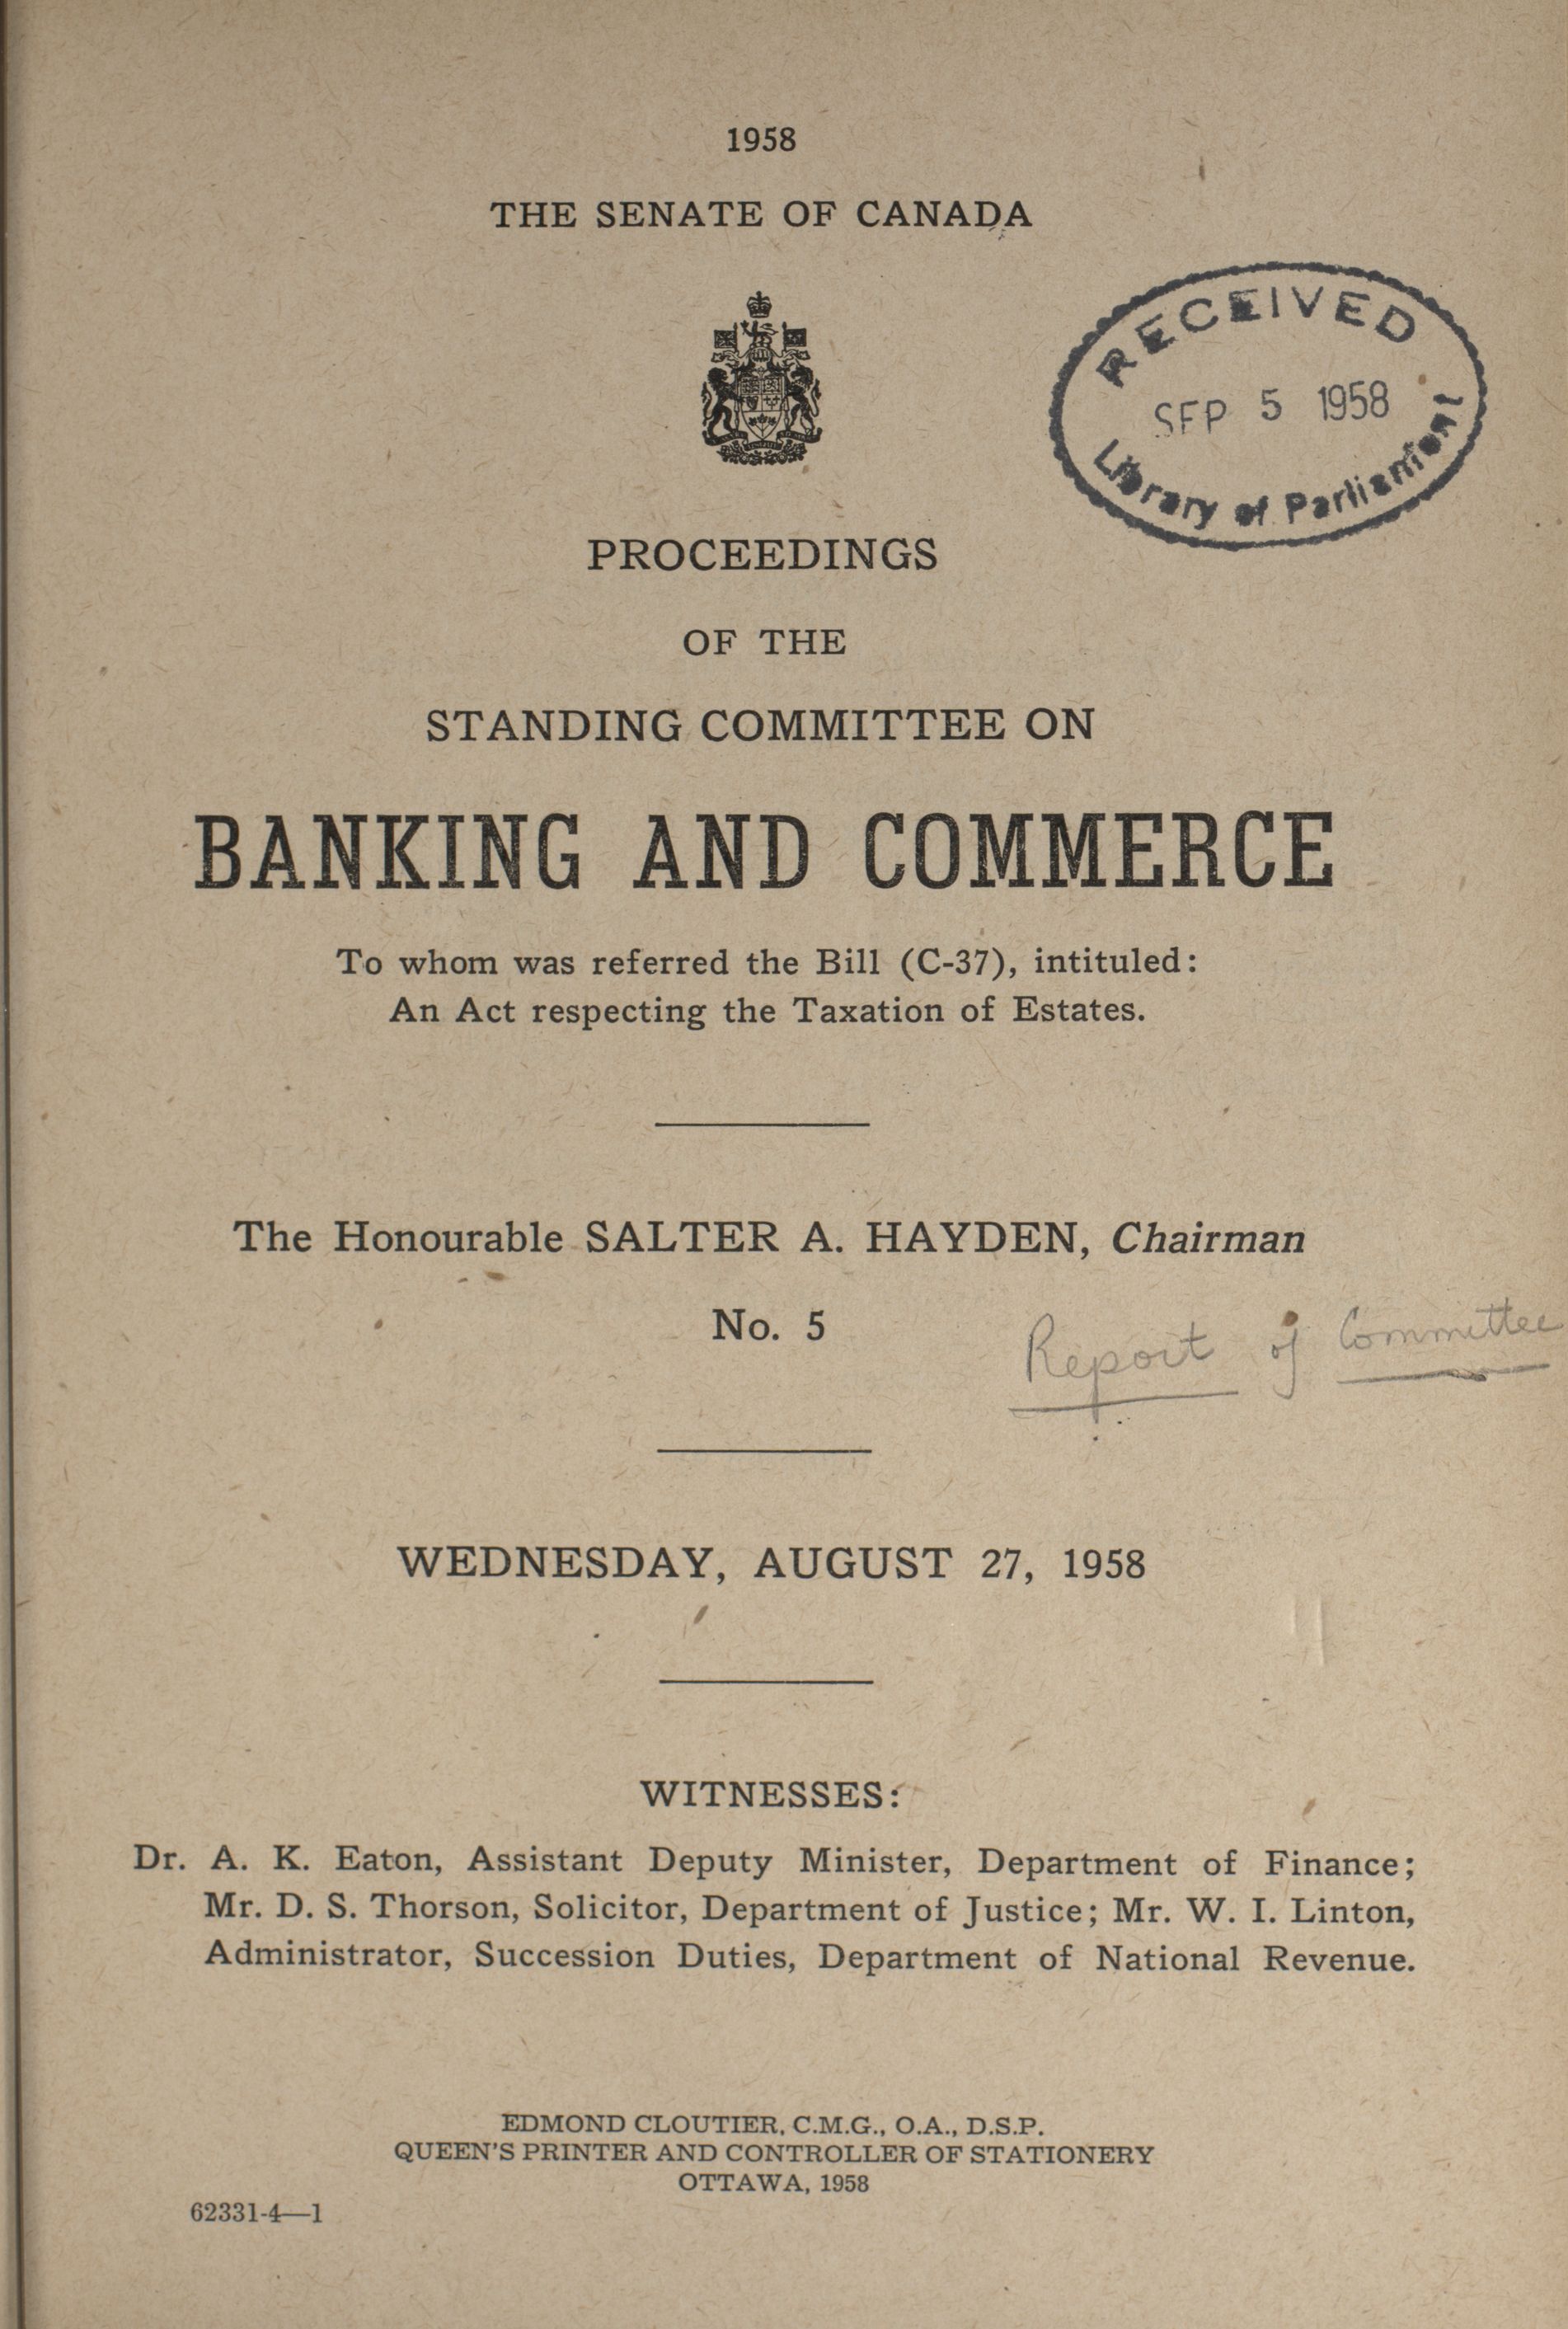 1958
THE SENATE OF CANADA
RECEIVED
SEP 5 1958
Library of Parliament
PROCEEDINGS
OF THE
STANDING COMMITTEE ON
BANKING AND COMMERCE
To whom was referred the Bill (C-37), intituled:
An Act respecting the Taxation of Estates.
The Honourable SALTER A. HAYDEN, Chairman
No. 5
Report of Committee
WEDNESDAY, AUGUST 27, 1958
WITNESSES:
Dr. A. K. Eaton, Assistant Deputy Minister, Department of Finance;
Mr. D. S. Thorson, Solicitor, Department of Justice; Mr. W. I. Linton,
Administrator, Succession Duties, Department of National Revenue.
EDMOND CLOUTIER, C.M.G., O.A., D.S.P.
QUEEN'S PRINTER AND CONTROLLER OF STATIONERY
OTTAWA, 1958
62331-4—1